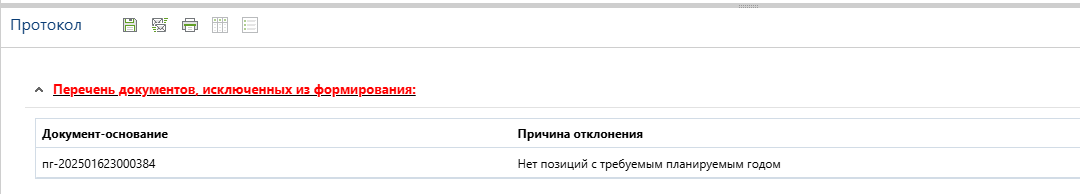 Протокол
Перечень документов, исключенных из формирования:
Документ-основание Причина отклонения
пг-202501623000384 Нет позиций с требуемым планируемым годом